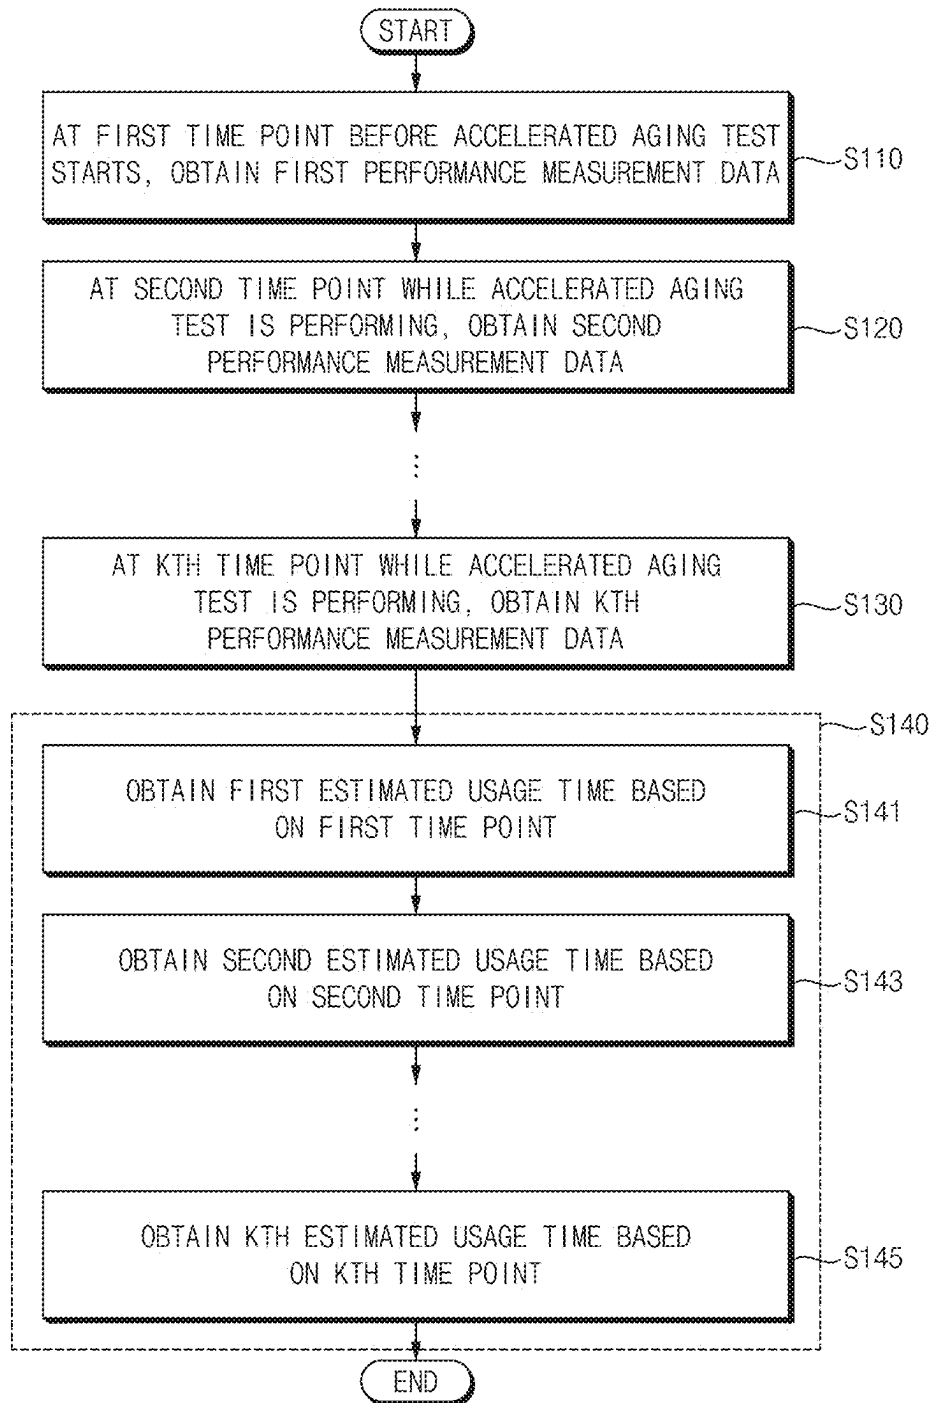 START
AT FIRST TIME POINT BEFORE ACCELERATED AGING TEST
STARTS, OBTAIN FIRST PERFORMANCE MEASUREMENT DATA
S110
AT SECOND TIME POINT WHILE ACCELERATED AGING
TEST IS PERFORMING, OBTAIN SECOND
PERFORMANCE MEASUREMENT DATA
S120
⋮
AT KTH TIME POINT WHILE ACCELERATED AGING
TEST IS PERFORMING, OBTAIN KTH
PERFORMANCE MEASUREMENT DATA
S130
S140
OBTAIN FIRST ESTIMATED USAGE TIME BASED
ON FIRST TIME POINT
S141
OBTAIN SECOND ESTIMATED USAGE TIME BASED
ON SECOND TIME POINT
S143
⋮
OBTAIN KTH ESTIMATED USAGE TIME BASED
ON KTH TIME POINT
S145
END